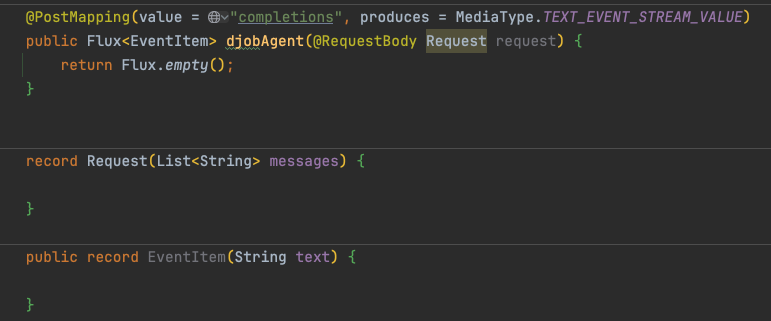 @PostMapping(value = "completions", produces = MediaType.TEXT_EVENT_STREAM_VALUE)
public Flux<EventItem> djobAgent(@RequestBody Request request) {
    return Flux.empty();
}
record Request(List<String> messages) {
}
public record EventItem(String text) {
}